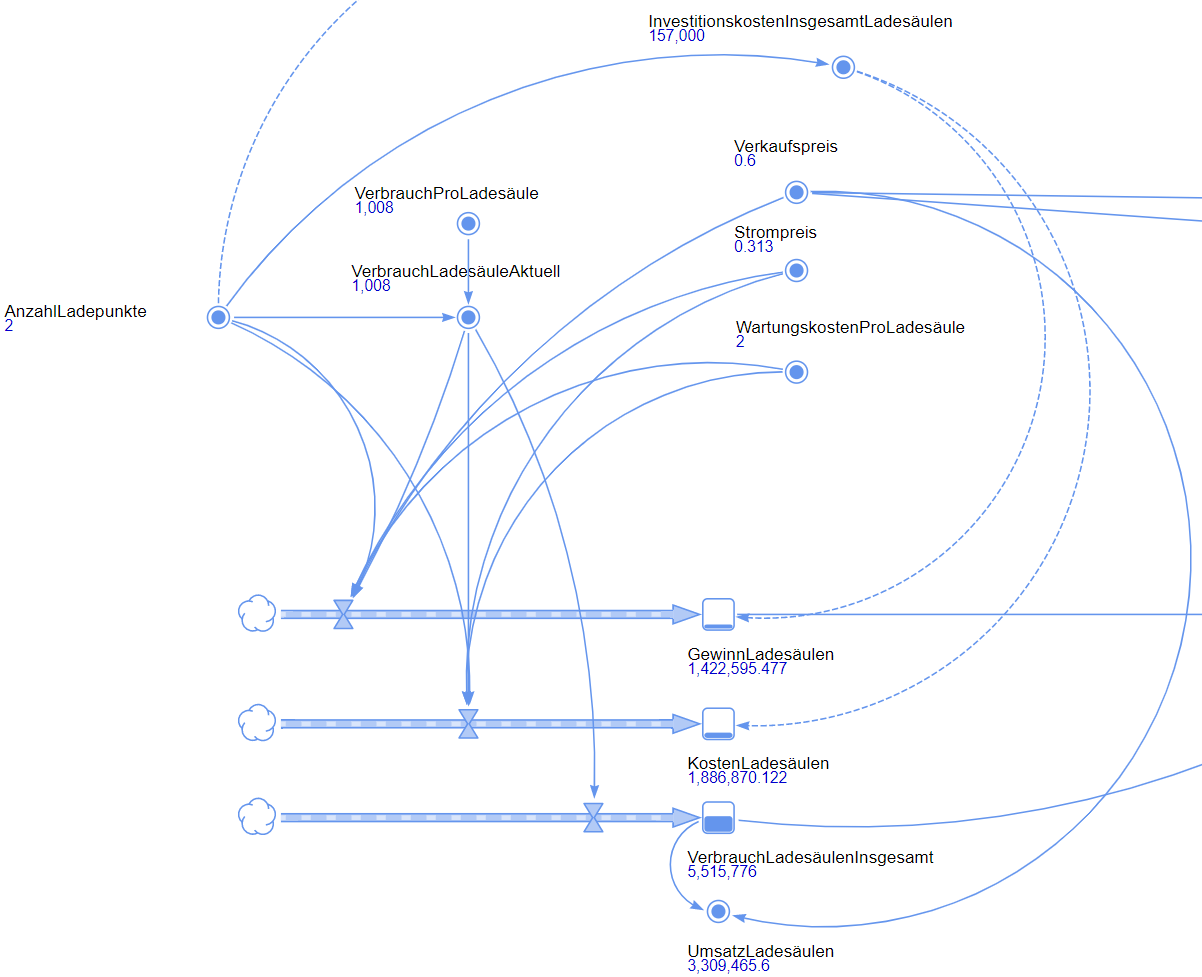 InvestitionskostenInsgesamtLadesäulen
157,000
Verkaufspreis
0.6
VerbrauchProLadesäule
1,008
Strompreis
0.313
VerbrauchLadesäuleAktuell
1,008
AnzahlLadepunkte
2
WartungskostenProLadesäule
2
GewinnLadesäulen
1,422,595.477
KostenLadesäulen
1,886,870.122
VerbrauchLadesäulenInsgesamt
5,515,776
UmsatzLadesäulen
3,309,465.6